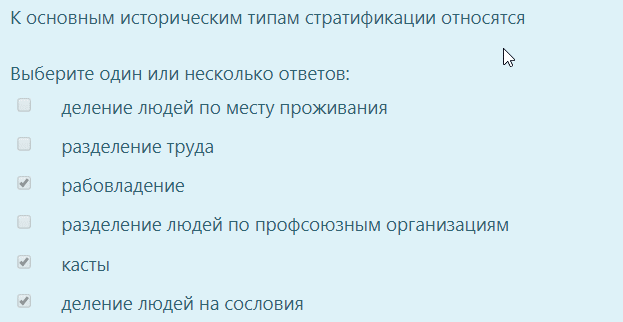 К основным историческим типам стратификации относятся
Выберите один или несколько ответов:
деление людей по месту проживания
разделение труда
рабовладение
разделение людей по профсоюзным организациям
касты
деление людей на сословия